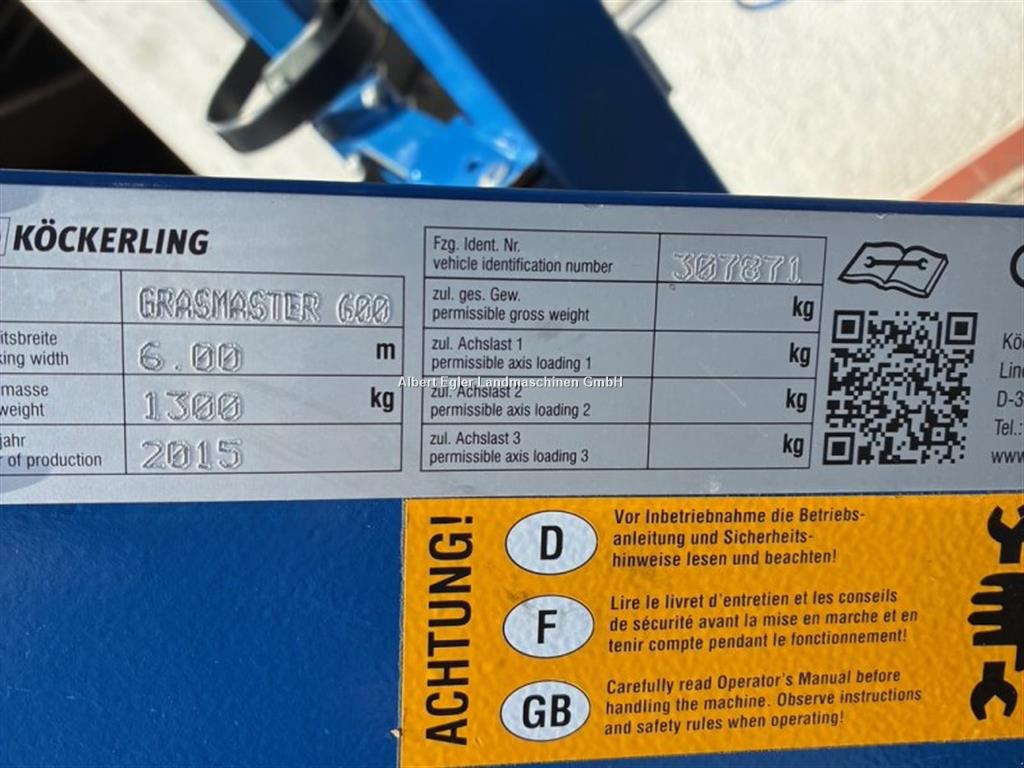 KÖCKERLING
GRASMASTER 600
itsbreite
king width
6.00 m
masse
weight
1300 kg
jahr
r of production
2015
Fzg. Ident. Nr.
vehicle identification number
307871
zul. ges. Gew.
permissible gross weight
kg
zul. Achslast 1
permissible axis loading 1
kg
zul. Achslast 2
permissible axis loading 2
kg
zul. Achslast 3
permissible axis loading 3
kg
Kö
Lin
D-3
Tel.:
www
Albert Egler Landmaschinen GmbH
ACHTUNG!
D
Vor Inbetriebnahme die Betriebs-
anleitung und Sicherheits-
hinweise lesen und beachten!
F
Lire le livret d'entretien et les conseils
de sécurité avant la mise en marche et en
tenir compte pendant le fonctionnement!
GB
Carefully read Operator's Manual before
handling the machine. Observe instructions
and safety rules when operating!